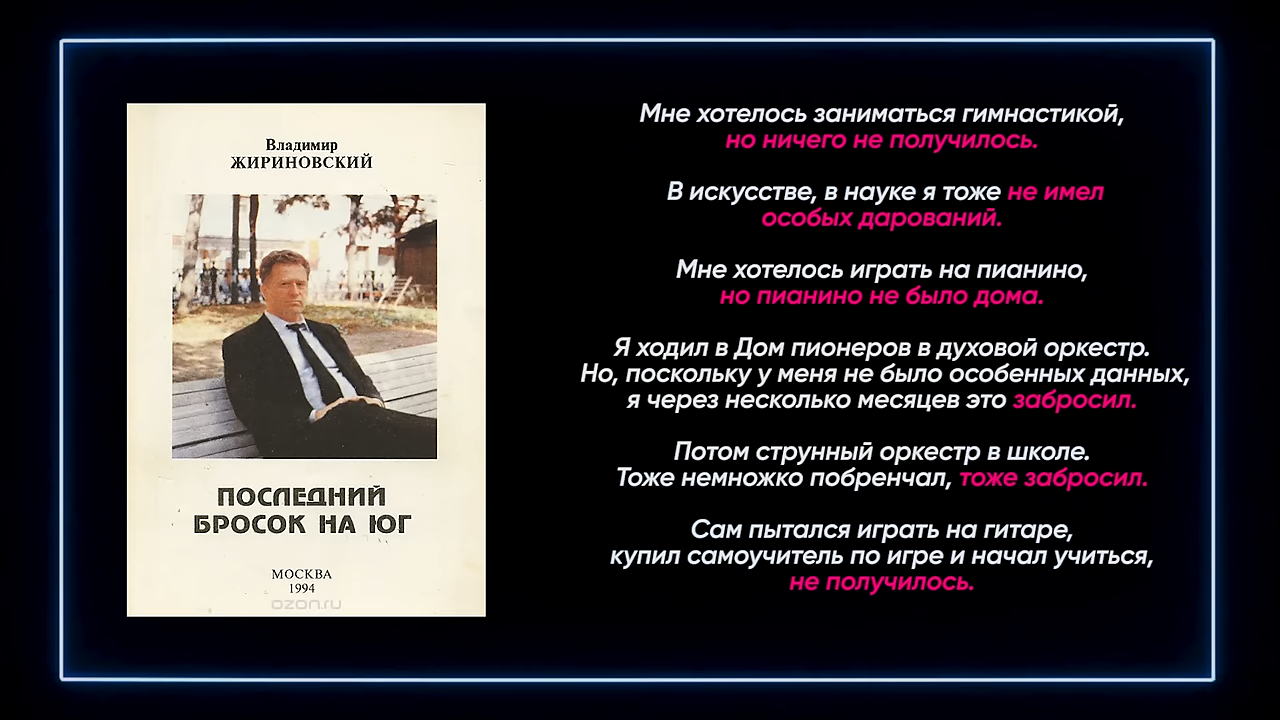 Владимир
ЖИРИНОВСКИЙ
ПОСЛЕДНИЙ
БРОСОК НА ЮГ
МОСКВА
1994
ozon.ru
Мне хотелось заниматься гимнастикой,
но ничего не получилось.
В искусстве, в науке я тоже не имел
особых дарований.
Мне хотелось играть на пианино,
но пианино не было дома.
Я ходил в Дом пионеров в духовой оркестр.
Но, поскольку у меня не было особенных данных,
я через несколько месяцев это забросил.
Потом струнный оркестр в школе.
Тоже немножко побренчал, тоже забросил.
Сам пытался играть на гитаре,
купил самоучитель по игре и начал учиться,
не получилось.